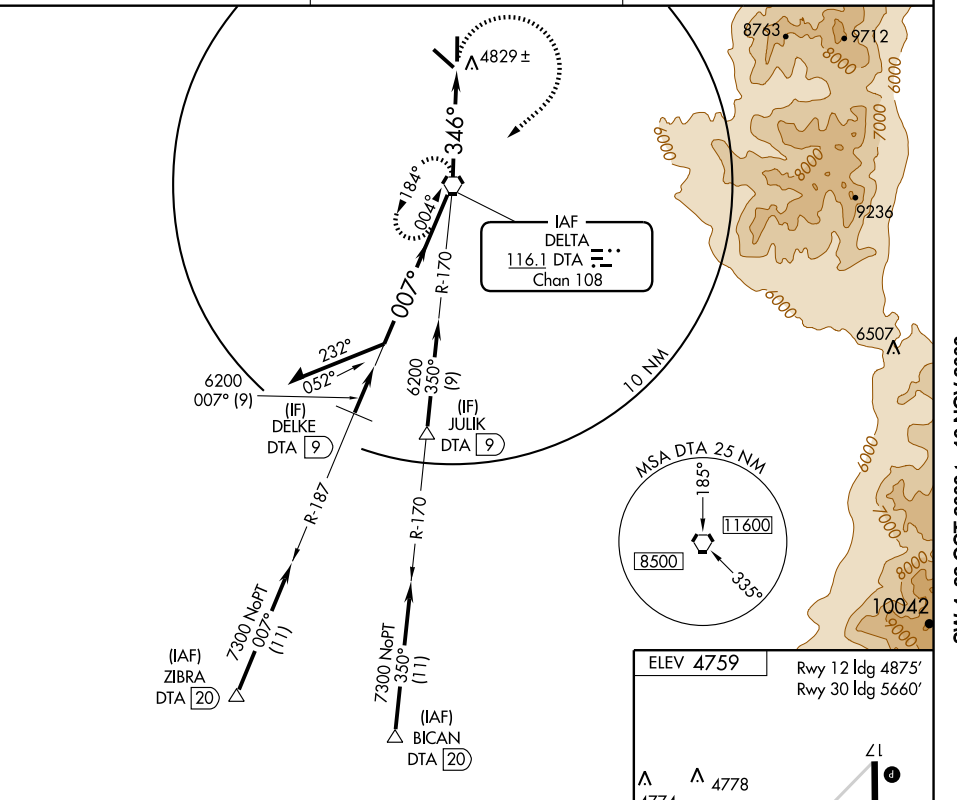 8763
9712
8000
6000
4829 ±
7000
6000
8000
346°
184°
004°
9236
IAF
DELTA
116.1 DTA
Chan 108
R-170
007°
6000
6507
232°
052°
6200
007° (9)
6200
350°
(9)
10 NM
(IF)
DELKE
DTA 9
(IF)
JULIK
DTA 9
6000
MSA DTA 25 NM
185°
11600
8500
335°
R-187
R-170
7000
8000
10042
9000
7300 NoPT
007°
(11)
7300 NoPT
350°
(11)
(IAF)
ZIBRA
DTA 20
(IAF)
BICAN
DTA 20
ELEV 4759
Rwy 12 ldg 4875'
Rwy 30 ldg 5660'
17
P
4778